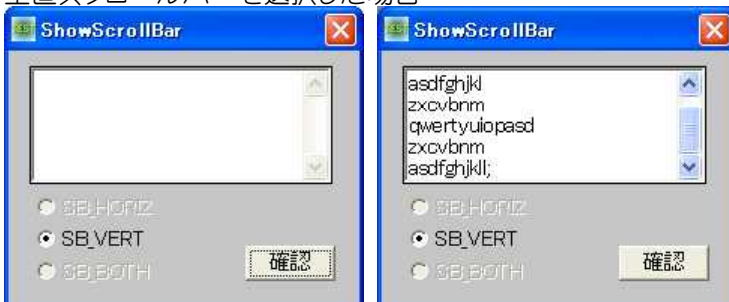 垂直スクロールバーを選択した場合
ShowScrollBar
SB_HORIZ
SB_VERT
SB_BOTH
確認
ShowScrollBar
asdfghjkl
zxcvbnm
qwertyuiopasd
zxcvbnm
asdfghjkll;
SB_HORIZ
SB_VERT
SB_BOTH
確認